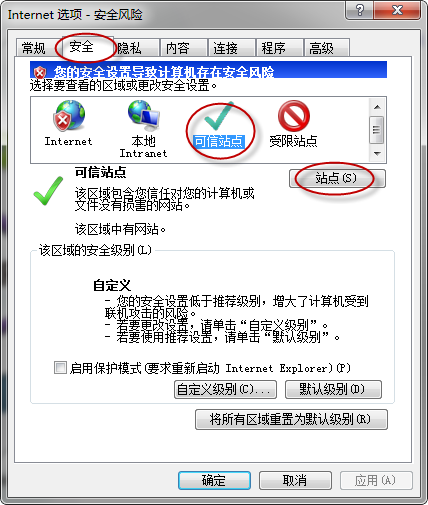 Internet 选项 - 安全风险
常规 安全 隐私 内容 连接 程序 高级
您的安全设置导致计算机存在安全风险
选择要查看的区域或更改安全设置。
Internet 本地 Intranet 可信站点 受限站点
可信站点
站点(S)
该区域包含您信任对您的计算机或
文件没有损害的网站。
该区域中有网站。
该区域的安全级别(L)
自定义
- 您的安全设置低于推荐级别，增大了计算机受到
联机攻击的风险。
- 若要更改设置，请单击“自定义级别”。
- 若要使用推荐设置，请单击“默认级别”。
启用保护模式(要求重新启动 Internet Explorer)(P)
自定义级别(C)... 默认级别(D)
将所有区域重置为默认级别(R)
确定 取消 应用(A)